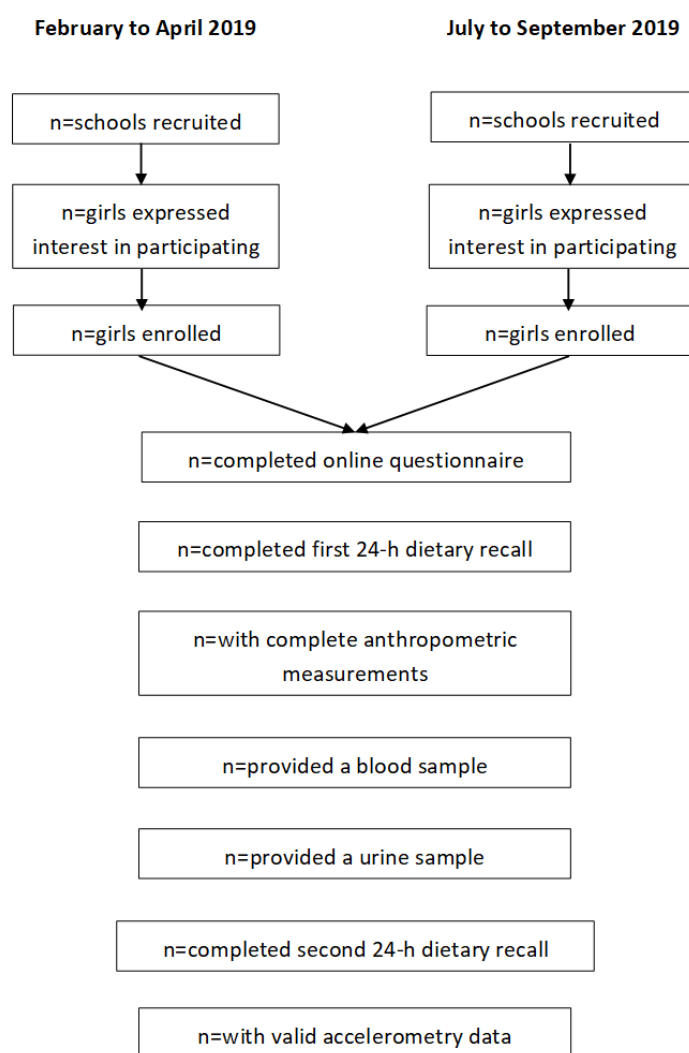 February to April 2019
July to September 2019
n=schools recruited
n=schools recruited
n=girls expressed
interest in participating
n=girls expressed
interest in participating
n=girls enrolled
n=girls enrolled
n=completed online questionnaire
n=completed first 24-h dietary recall
n=with complete anthropometric
measurements
n=provided a blood sample
n=provided a urine sample
n=completed second 24-h dietary recall
n=with valid accelerometry data